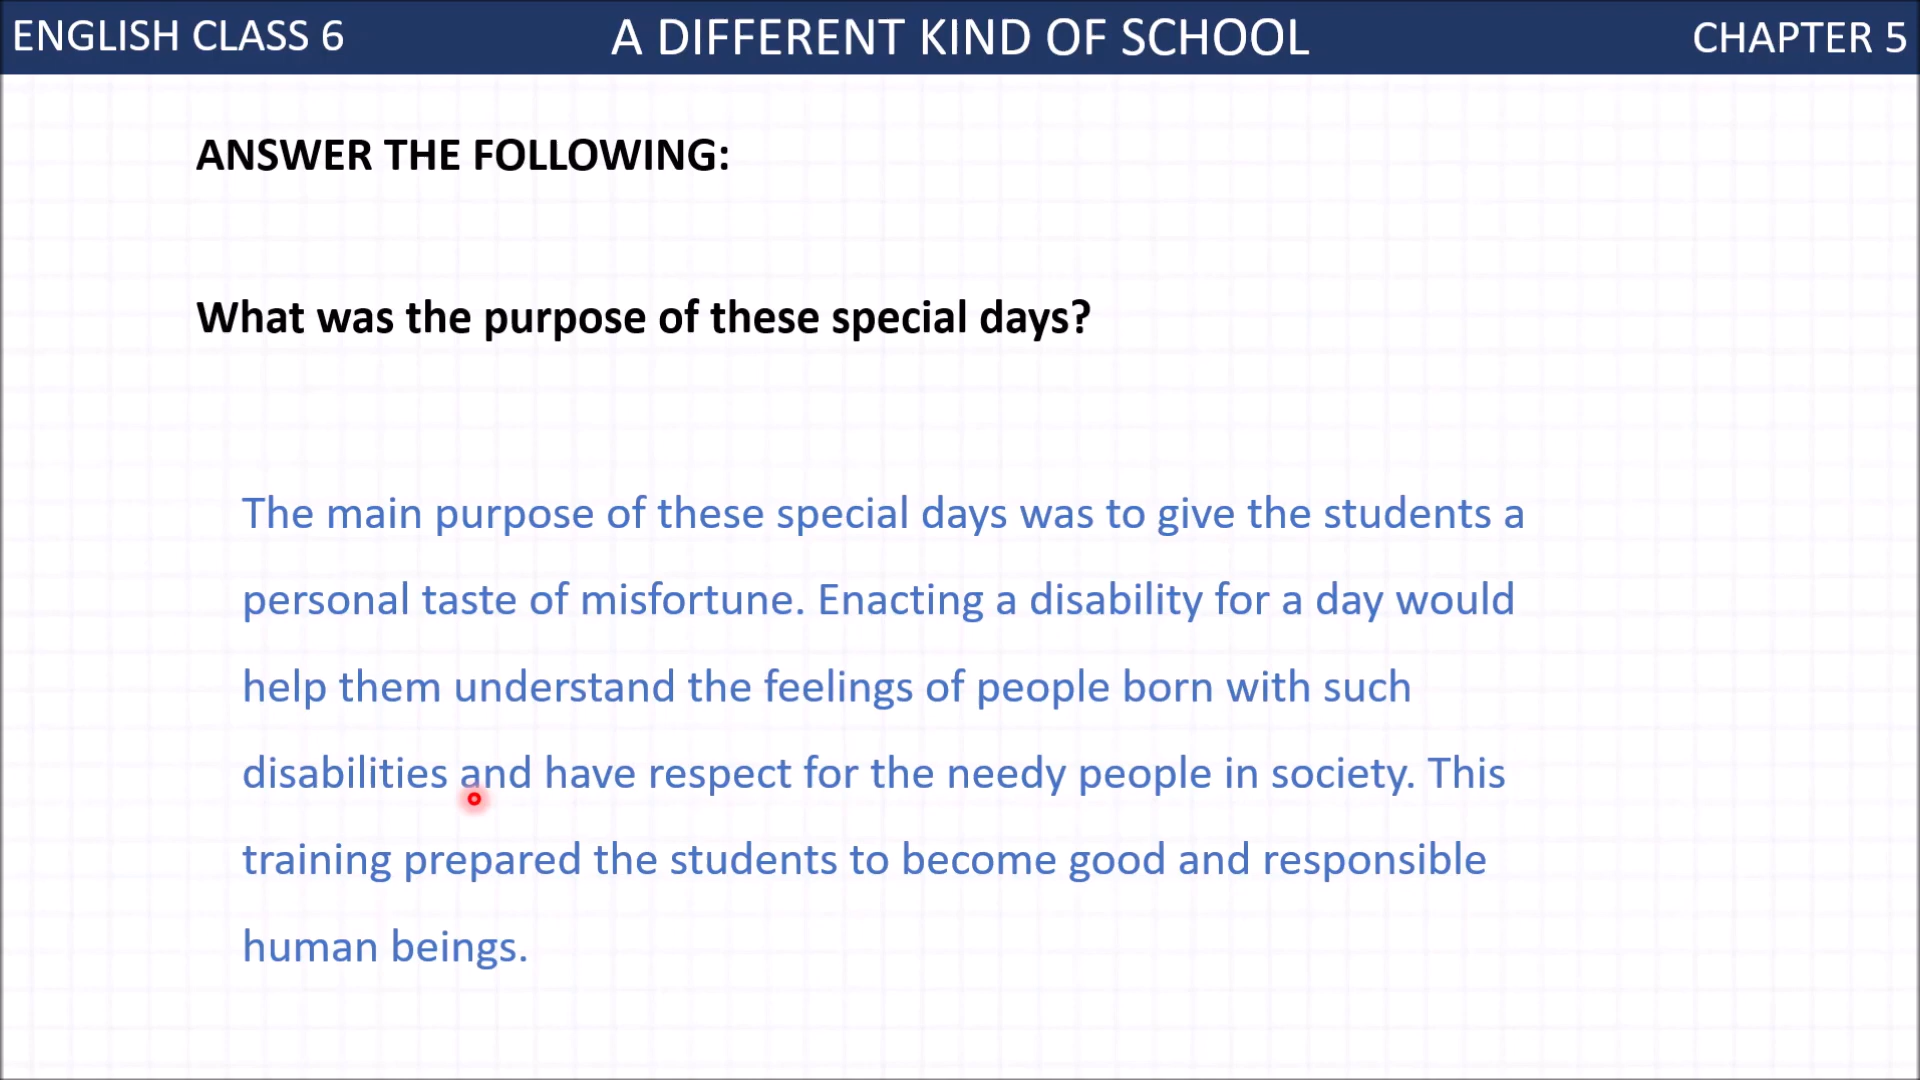 ENGLISH CLASS 6
A DIFFERENT KIND OF SCHOOL
CHAPTER 5
ANSWER THE FOLLOWING:
What was the purpose of these special days?
The main purpose of these special days was to give the students a
personal taste of misfortune. Enacting a disability for a day would
help them understand the feelings of people born with such
disabilities and have respect for the needy people in society. This
training prepared the students to become good and responsible
human beings.